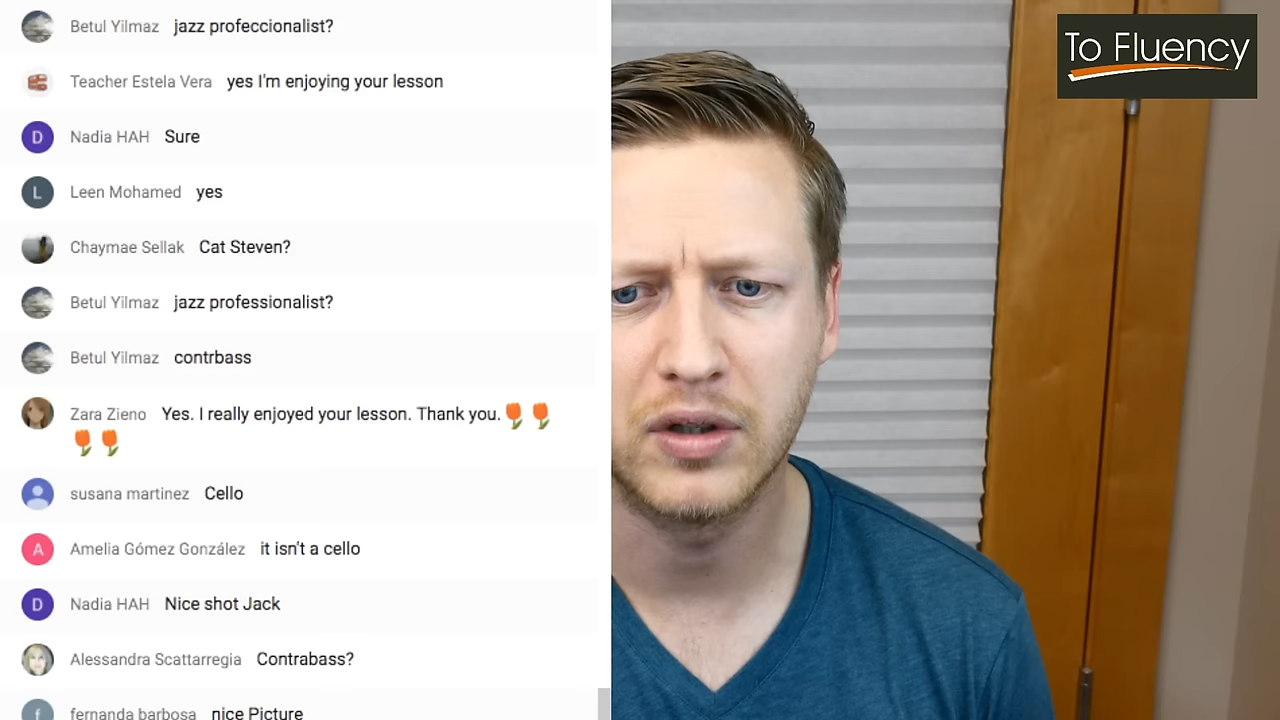 Betul Yilmaz jazz profeccionalist?
Teacher Estela Vera yes I'm enjoying your lesson
D Nadia HAH Sure
L Leen Mohamed yes
Chaymae Sellak Cat Steven?
Betul Yilmaz jazz professionalist?
Betul Yilmaz contrbass
Zara Zieno Yes. I really enjoyed your lesson. Thank you.🌷🌷
🌷🌷
susana martinez Cello
A Amelia Gómez González it isn't a cello
D Nadia HAH Nice shot Jack
Alessandra Scattarregia Contrabass?
f fernanda barbosa nice Picture
To Fluency